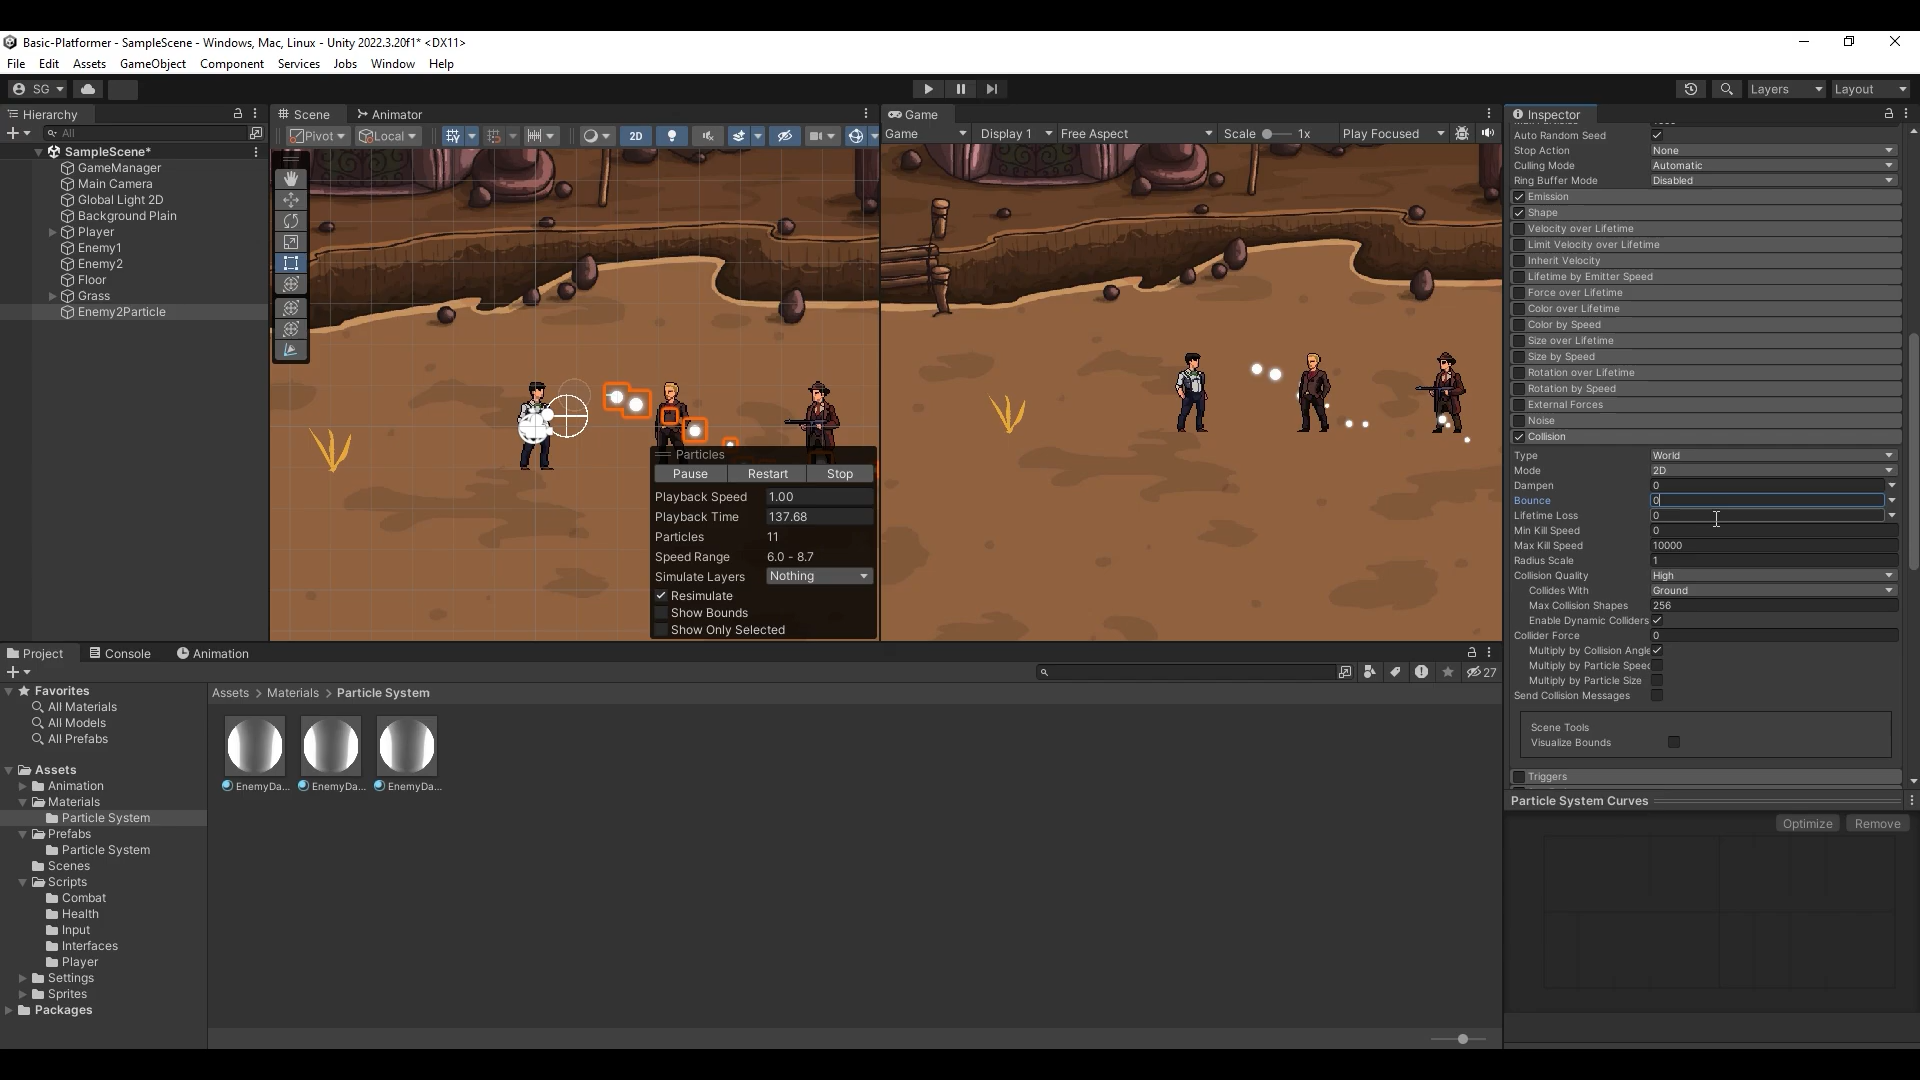 Basic-Platformer - SampleScene - Windows, Mac, Linux - Unity 2022.3.20f1* <DX11>
File Edit Assets GameObject Component Services Jobs Window Help
SG
Layers
Layout
Hierarchy
All
SampleScene*
GameManager
Main Camera
Global Light 2D
Background Plain
Player
Enemy1
Enemy2
Floor
Grass
Enemy2Particle
Scene
Animator
Pivot
Local
2D
Particles
Pause Restart Stop
Playback Speed 1.00
Playback Time 137.68
Particles 11
Speed Range 6.0 - 8.7
Simulate Layers Nothing
Resimulate
Show Bounds
Show Only Selected
Game
Game Display 1 Free Aspect Scale 1x Play Focused
Inspector
Auto Random Seed
Stop Action None
Culling Mode Automatic
Ring Buffer Mode Disabled
Emission
Shape
Velocity over Lifetime
Limit Velocity over Lifetime
Inherit Velocity
Lifetime by Emitter Speed
Force over Lifetime
Color over Lifetime
Color by Speed
Size over Lifetime
Size by Speed
Rotation over Lifetime
Rotation by Speed
External Forces
Noise
Collision
Type World
Mode 2D
Dampen 0
Bounce 0
Lifetime Loss 0
Min Kill Speed 0
Max Kill Speed 10000
Radius Scale 1
Collision Quality High
Collides With Ground
Max Collision Shapes 256
Enable Dynamic Colliders
Collider Force 0
Multiply by Collision Angle
Multiply by Particle Speed
Multiply by Particle Size
Send Collision Messages
Scene Tools
Visualize Bounds
Triggers
Particle System Curves
Optimize Remove
Project
Console
Animation
27
Favorites
All Materials
All Models
All Prefabs
Assets
Animation
Materials
Particle System
Prefabs
Particle System
Scenes
Scripts
Combat
Health
Input
Interfaces
Player
Settings
Sprites
Packages
Assets > Materials > Particle System
EnemyDa... EnemyDa... EnemyDa...